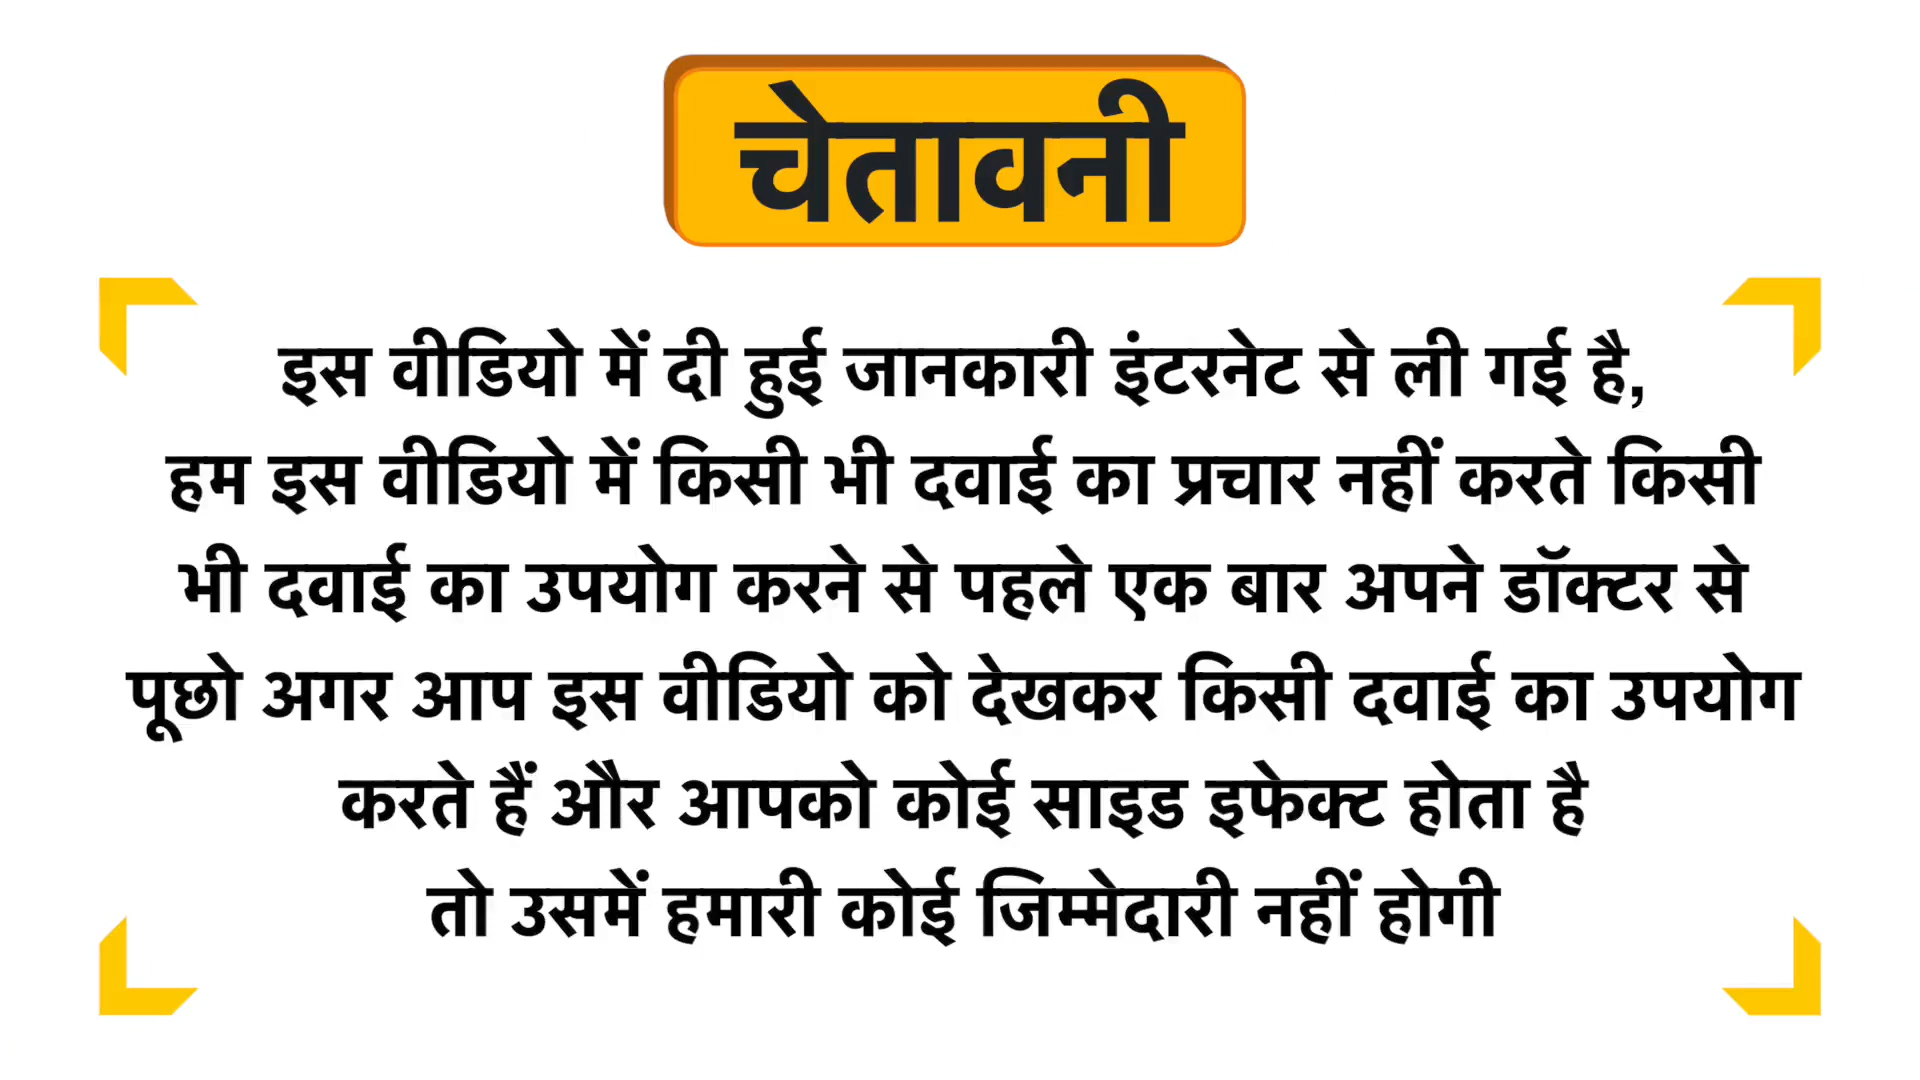 चेतावनी
इस वीडियो में दी हुई जानकारी इंटरनेट से ली गई है,
हम इस वीडियो में किसी भी दवाई का प्रचार नहीं करते किसी
भी दवाई का उपयोग करने से पहले एक बार अपने डॉक्टर से
पूछो अगर आप इस वीडियो को देखकर किसी दवाई का उपयोग
करते हैं और आपको कोई साइड इफेक्ट होता है
तो उसमें हमारी कोई जिम्मेदारी नहीं होगी